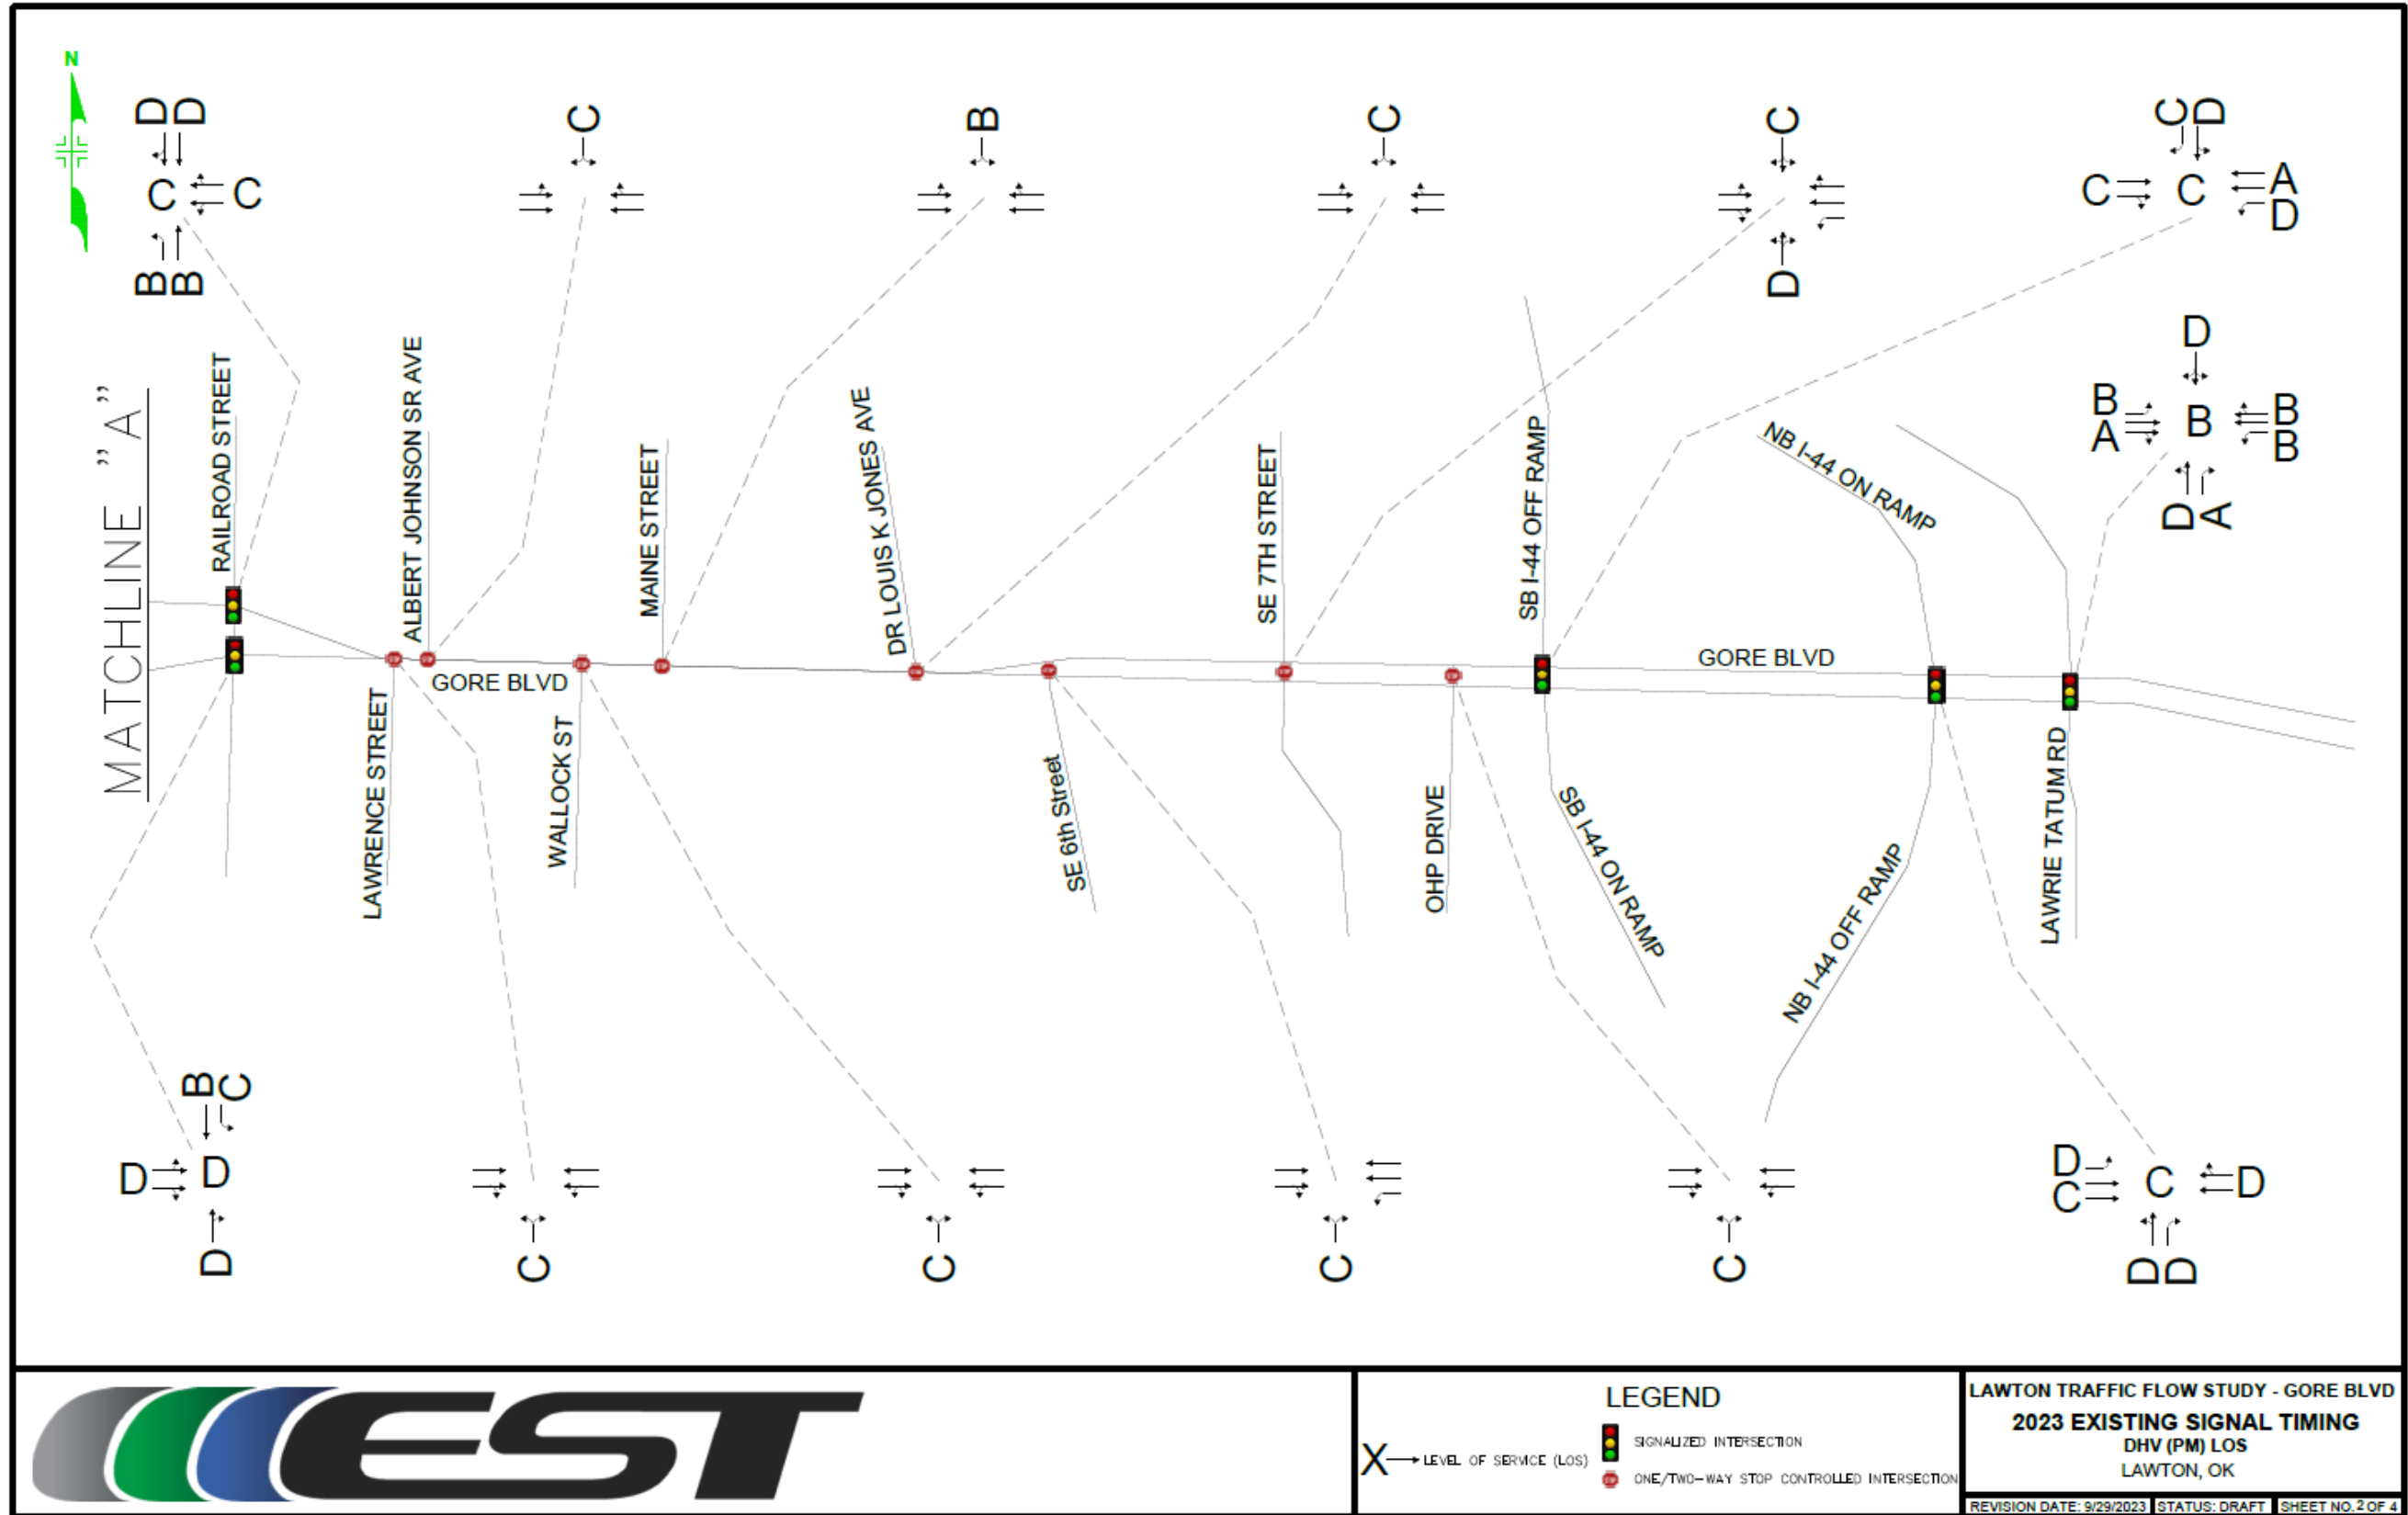 N
D D
C C
B B
C
B
C
C
D
C D
C C A
D
D
B B B
A B
D A
MATCHLINE "A"
RAILROAD STREET
ALBERT JOHNSON SR AVE
MAINE STREET
DR LOUIS K JONES AVE
SE 7TH STREET
SB I-44 OFF RAMP
NB I-44 ON RAMP
GORE BLVD
GORE BLVD
LAWRENCE STREET
WALLOCK ST
SE 6th Street
OHP DRIVE
SB I-44 ON RAMP
NB I-44 OFF RAMP
LAWRIE TATUM RD
B C
D D
D
C
C
C
C
D C D
C
D D
EST
LEGEND
X LEVEL OF SERVICE (LOS)
SIGNALIZED INTERSECTION
ONE/TWO-WAY STOP CONTROLLED INTERSECTION
LAWTON TRAFFIC FLOW STUDY - GORE BLVD
2023 EXISTING SIGNAL TIMING
DHV (PM) LOS
LAWTON, OK
REVISION DATE: 9/29/2023 STATUS: DRAFT SHEET NO. 2 OF 4